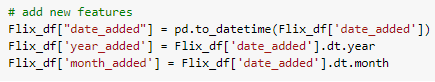 # add new features
Flix_df["date_added"] = pd.to_datetime(Flix_df['date_added'])
Flix_df['year_added'] = Flix_df['date_added'].dt.year
Flix_df['month_added'] = Flix_df['date_added'].dt.month